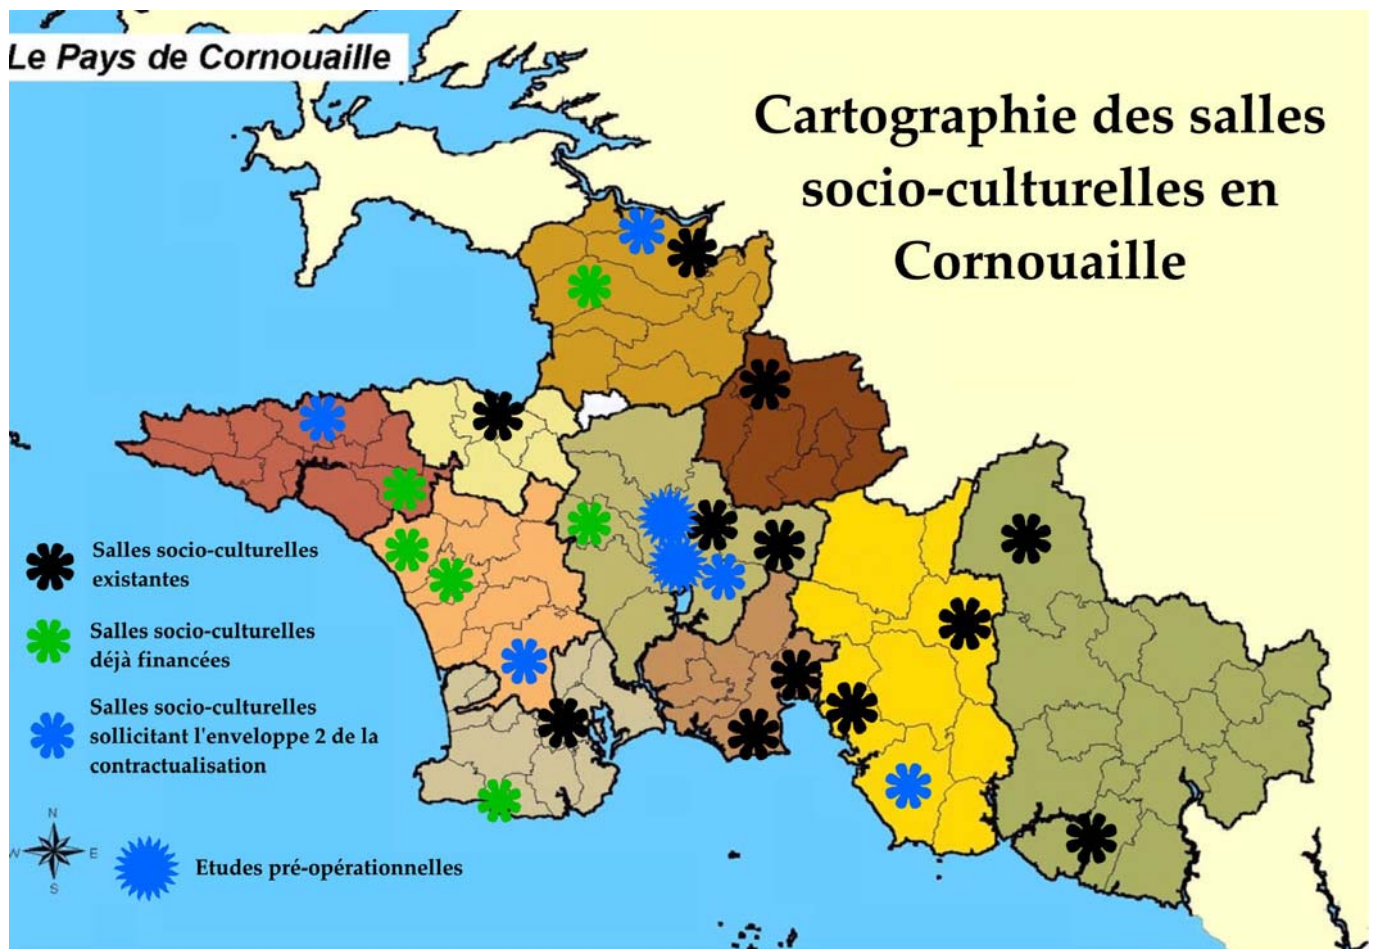 Le Pays de Cornouaille
Cartographie des salles
socio-culturelles en
Cornouaille
Salles socio-culturelles
existantes
Salles socio-culturelles
déjà financées
Salles socio-culturelles
sollicitant l'enveloppe 2 de la
contractualisation
N
W
E
S
Etudes pré-opérationnelles